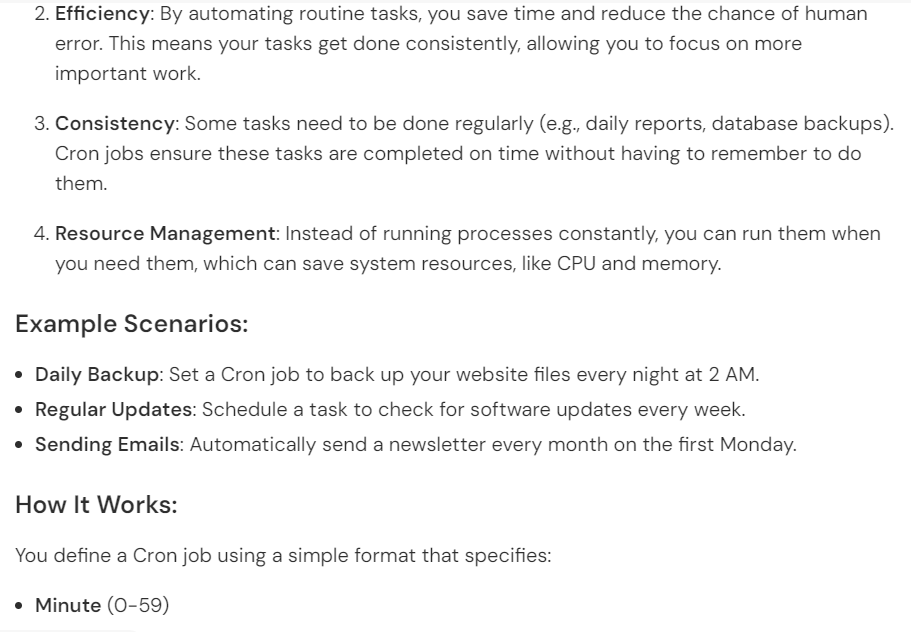 2. Efficiency: By automating routine tasks, you save time and reduce the chance of human
error. This means your tasks get done consistently, allowing you to focus on more
important work.
3. Consistency: Some tasks need to be done regularly (e.g., daily reports, database backups).
Cron jobs ensure these tasks are completed on time without having to remember to do
them.
4. Resource Management: Instead of running processes constantly, you can run them when
you need them, which can save system resources, like CPU and memory.
Example Scenarios:
• Daily Backup: Set a Cron job to back up your website files every night at 2 AM.
• Regular Updates: Schedule a task to check for software updates every week.
• Sending Emails: Automatically send a newsletter every month on the first Monday.
How It Works:
You define a Cron job using a simple format that specifies:
• Minute (0–59)